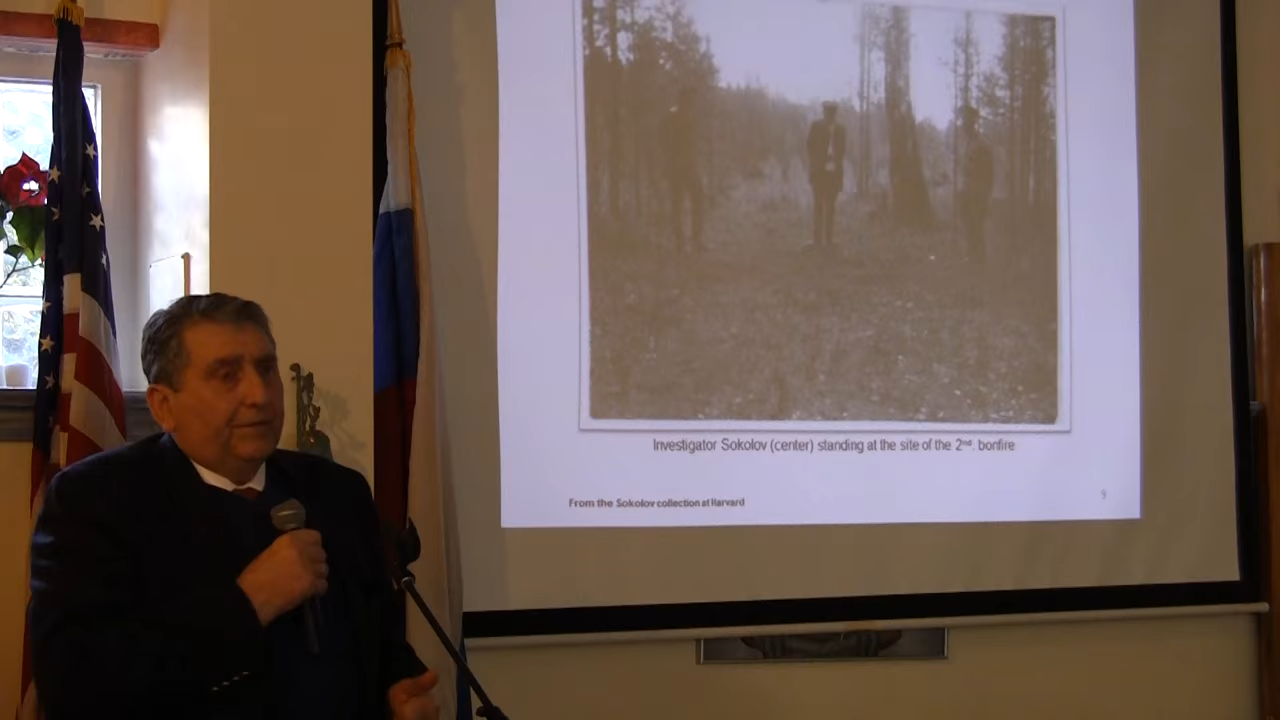 Investigator Sokolov (center) standing at the site of the 2nd. bonfire
From the Sokolov collection at Harvard
9